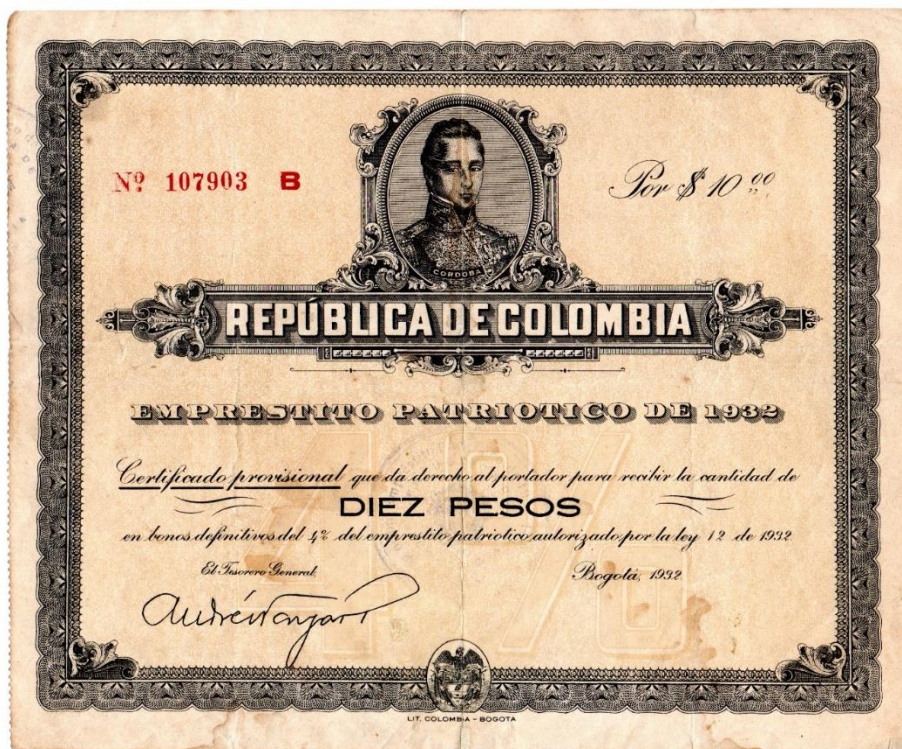 Nº 107903 B
Por $ 10 00
CORDOBA
REPÚBLICA DE COLOMBIA
EMPRESTITO PATRIOTICO DE 1932
4%
Certificado provisional que da derecho al portador para recibir la cantidad de
DIEZ PESOS
en bonos definitivos del 4% del emprestito patriotico autorizado por la ley 12 de 1932
El Tesorero General.
Bogotá, 1932
LIT. COLOMBIA - BOGOTA